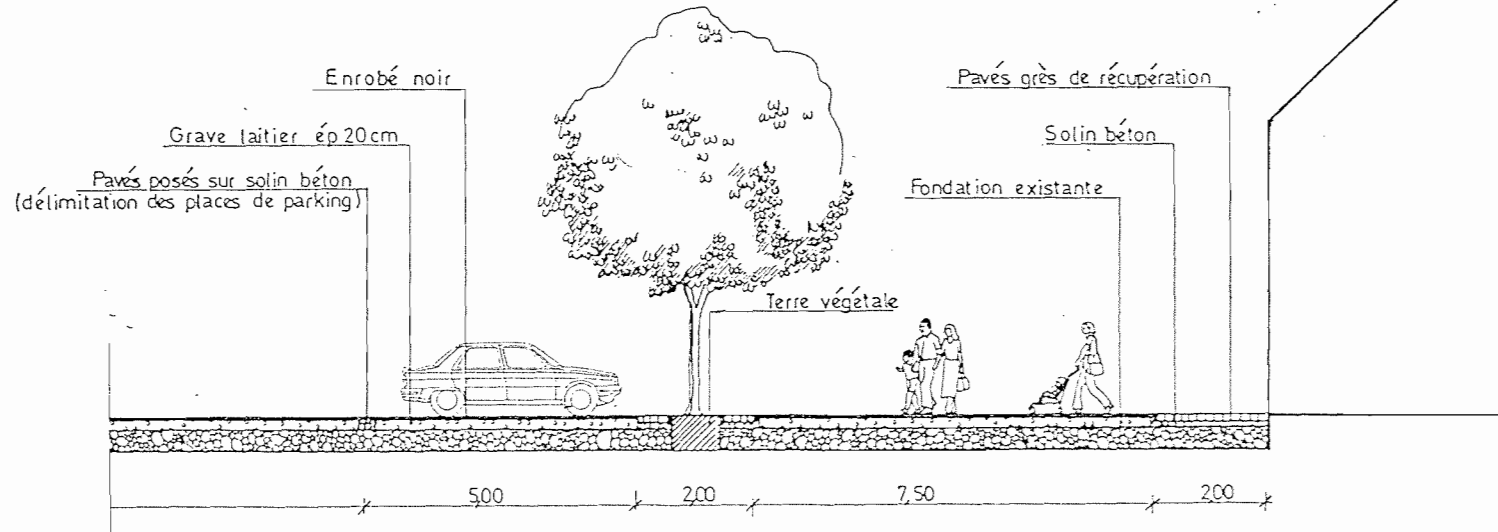 Enrobé noir
Grave laitier ép 20 cm
Pavés posés sur solin béton
(délimitation des places de parking)
Terre végétale
Pavés grès de récupération
Solin béton
Fondation existante
5,00
2,00
7,50
2,00